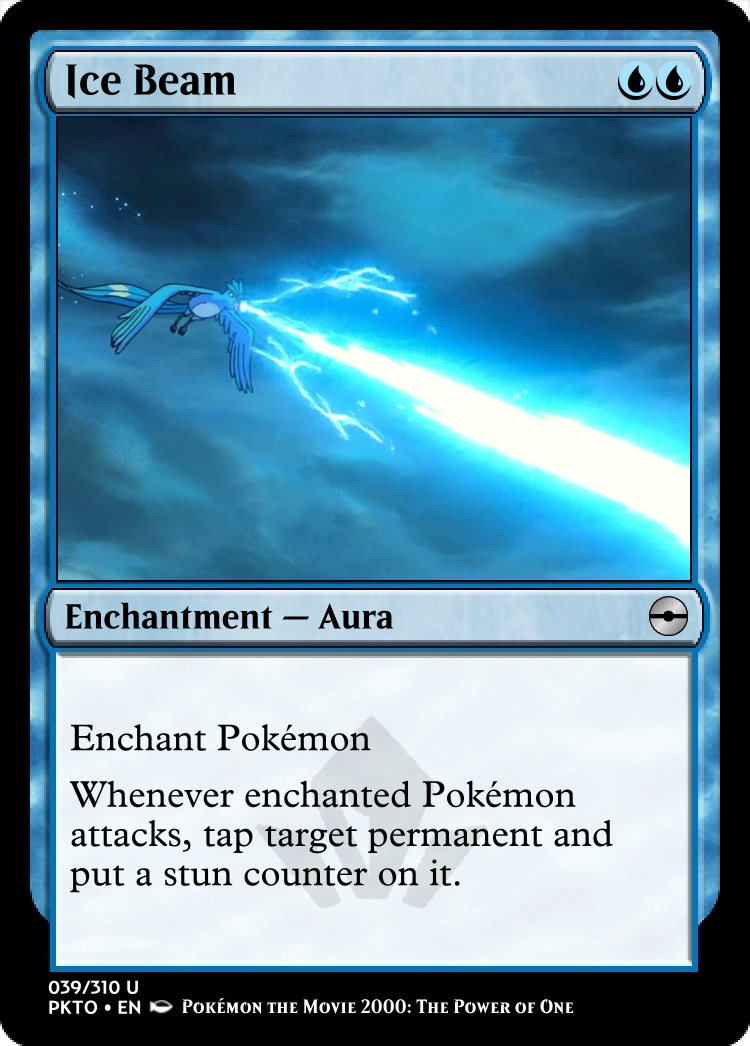 Ice Beam
Enchantment — Aura
Enchant Pokémon
Whenever enchanted Pokémon
attacks, tap target permanent and
put a stun counter on it.
039/310 U
PKTO • EN Pokémon the Movie 2000: The Power of One